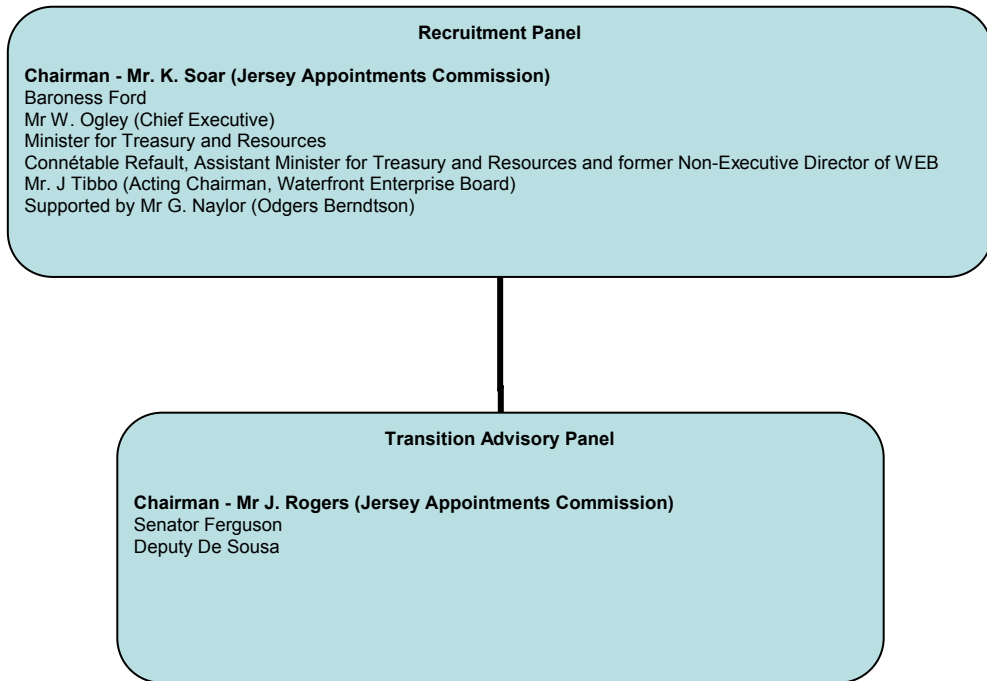 Recruitment Panel
Chairman - Mr. K. Soar (Jersey Appointments Commission)
Baroness Ford
Mr W. Ogley (Chief Executive)
Minister for Treasury and Resources
Connétable Refault, Assistant Minister for Treasury and Resources and former Non-Executive Director of WEB
Mr. J Tibbo (Acting Chairman, Waterfront Enterprise Board)
Supported by Mr G. Naylor (Odgers Berndtson)
Transition Advisory Panel
Chairman - Mr J. Rogers (Jersey Appointments Commission)
Senator Ferguson
Deputy De Sousa